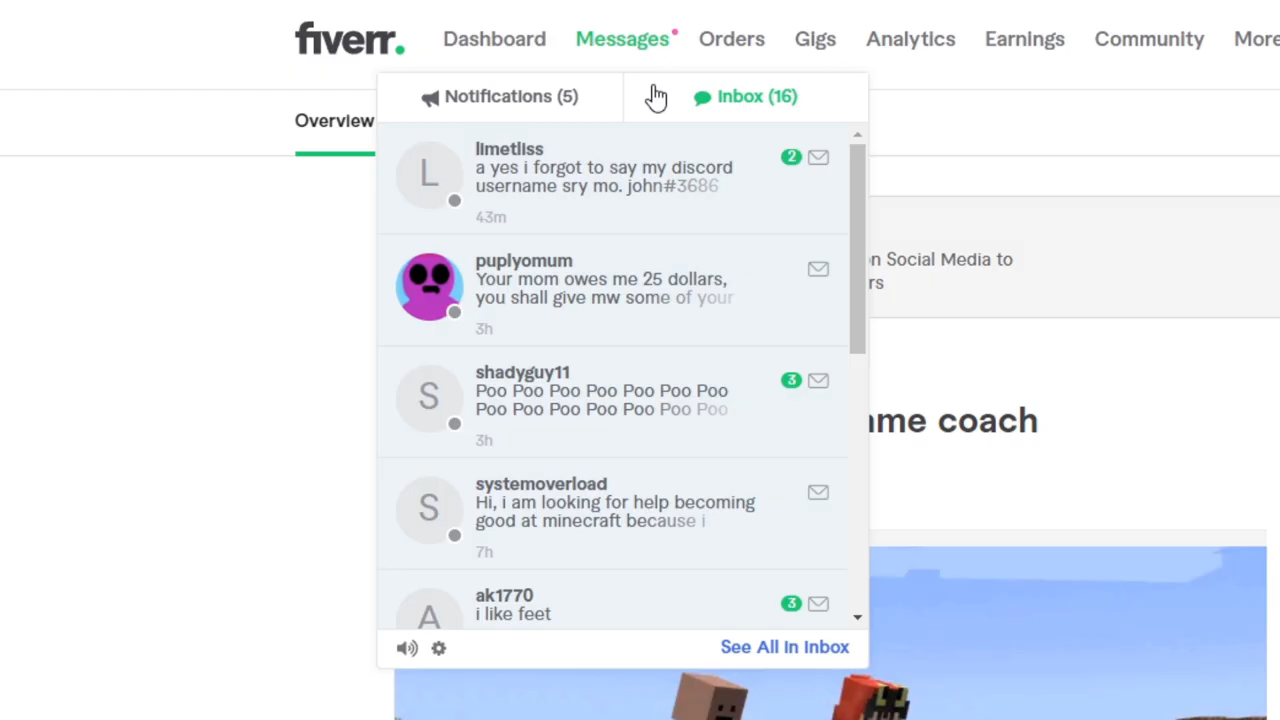 fiverr.
Dashboard
Messages
Orders
Gigs
Analytics
Earnings
Community
More
Notifications (5)
Inbox (16)
Overview
limetliss
a yes i forgot to say my discord
username sry mo. john#3686
2
43m
puplyomum
Your mom owes me 25 dollars,
you shall give mw some of your
3h
shadyguy11
Poo Poo Poo Poo Poo Poo Poo
Poo Poo Poo Poo Poo Poo Poo
3
3h
systemoverload
Hi, i am looking for help becoming
good at minecraft because i
7h
ak1770
i like feet
3
See All In Inbox
on Social Media to
rs
me coach
S
S
L
A